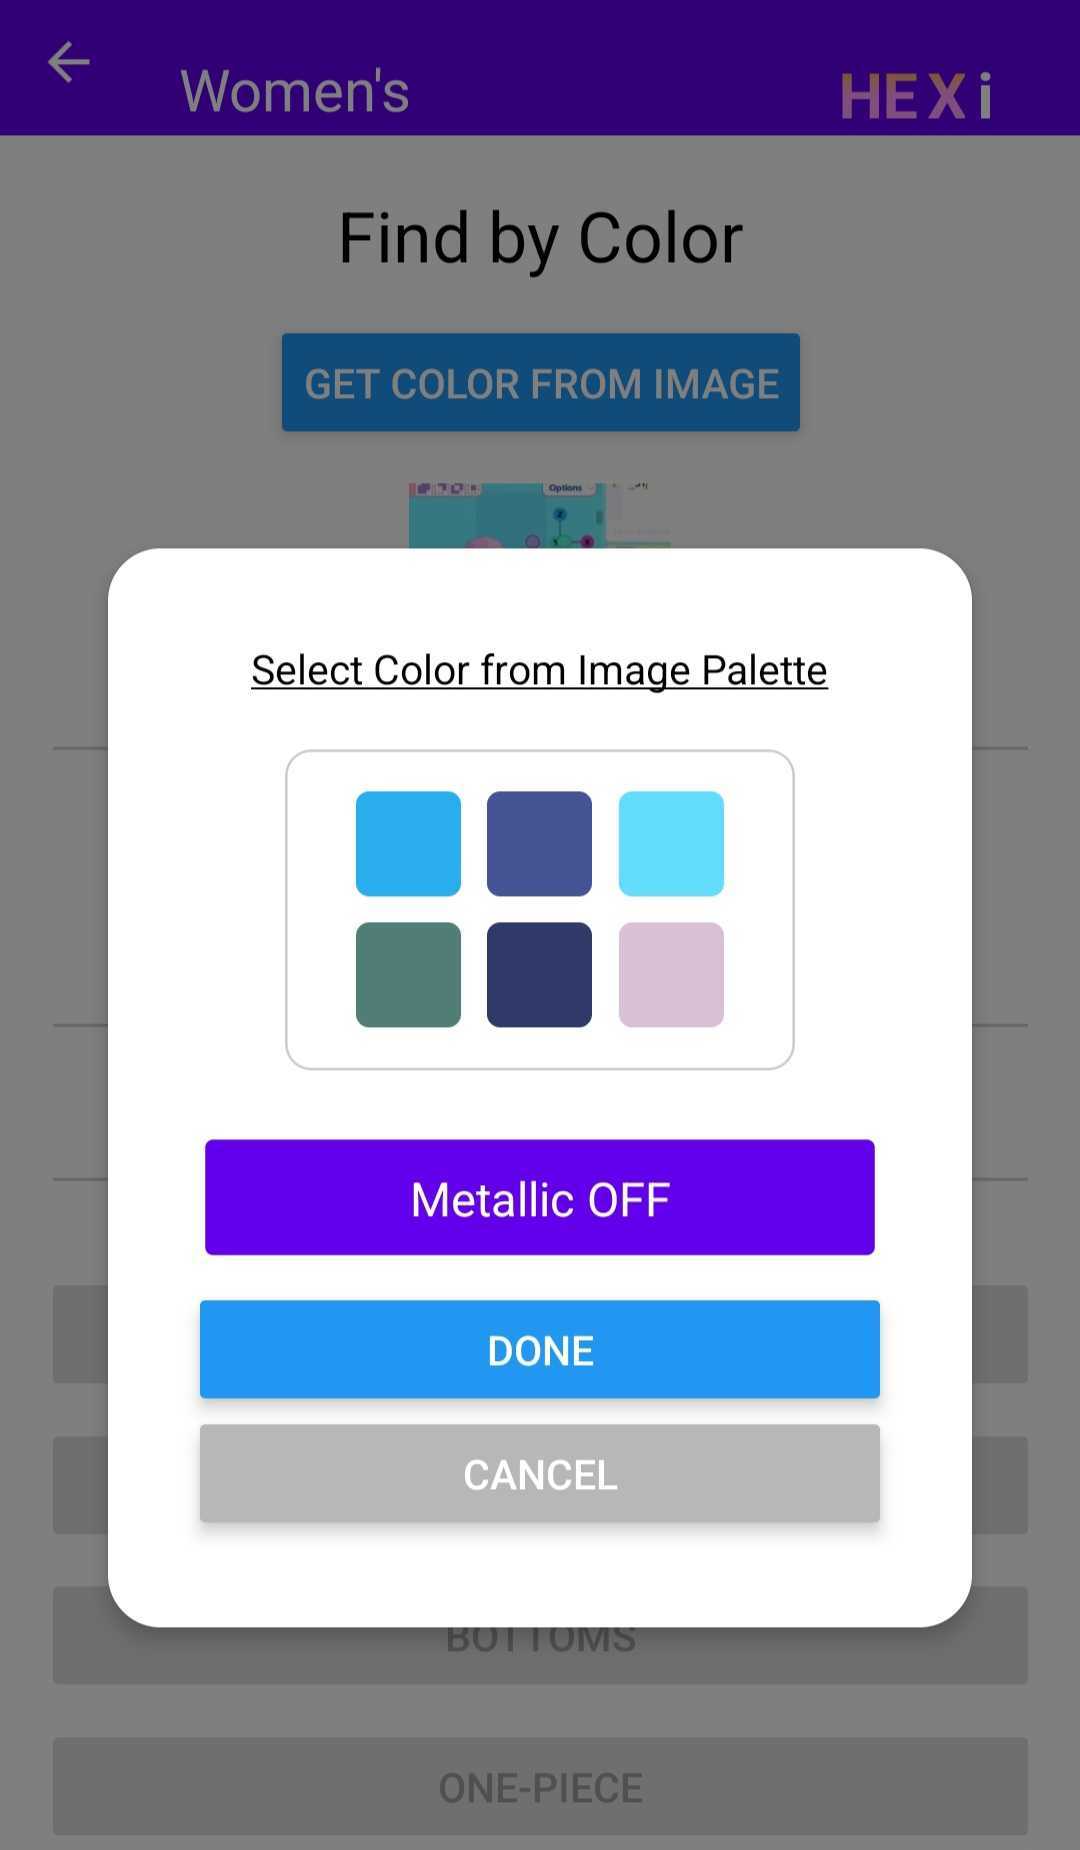 Women's
HEXi
Find by Color
GET COLOR FROM IMAGE
Options
Select Color from Image Palette
Metallic OFF
DONE
CANCEL
BOTTOMS
ONE-PIECE